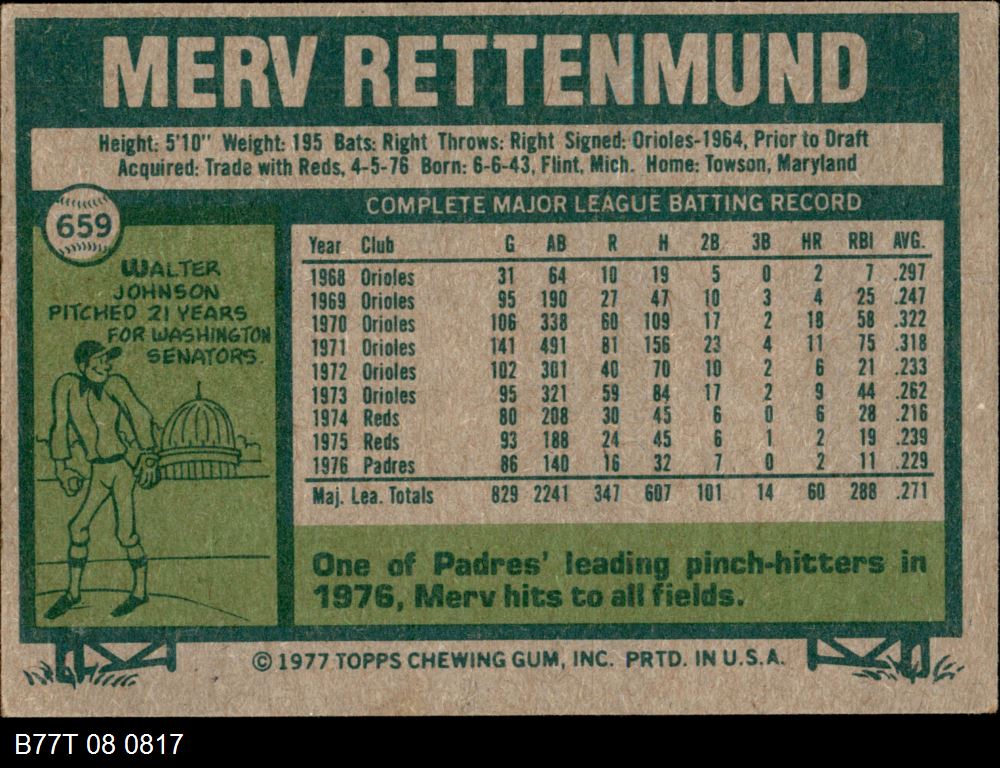 MERV RETTENMUND
Height: 5'10" Weight: 195 Bats: Right Throws: Right Signed: Orioles-1964, Prior to Draft
Acquired: Trade with Reds, 4-5-76 Born: 6-6-43, Flint, Mich. Home: Towson, Maryland
659
WALTER
JOHNSON
PITCHED 21 YEARS
FOR WASHINGTON
SENATORS.
COMPLETE MAJOR LEAGUE BATTING RECORD
Year Club G AB R H 2B 3B HR RBI AVG.
1968 Orioles 31 64 10 19 5 0 2 7 .297
1969 Orioles 95 190 27 47 10 3 4 25 .247
1970 Orioles 106 338 60 109 17 2 18 58 .322
1971 Orioles 141 491 81 156 23 4 11 75 .318
1972 Orioles 102 301 40 70 10 2 6 21 .233
1973 Orioles 95 321 59 84 17 2 9 44 .262
1974 Reds 80 208 30 45 6 0 6 28 .216
1975 Reds 93 188 24 45 6 1 2 19 .239
1976 Padres 86 140 16 32 7 0 2 11 .229
Maj. Lea. Totals 829 2241 347 607 101 14 60 288 .271
One of Padres' leading pinch-hitters in
1976, Merv hits to all fields.
© 1977 TOPPS CHEWING GUM, INC. PRTD. IN U.S.A.
B77T 08 0817